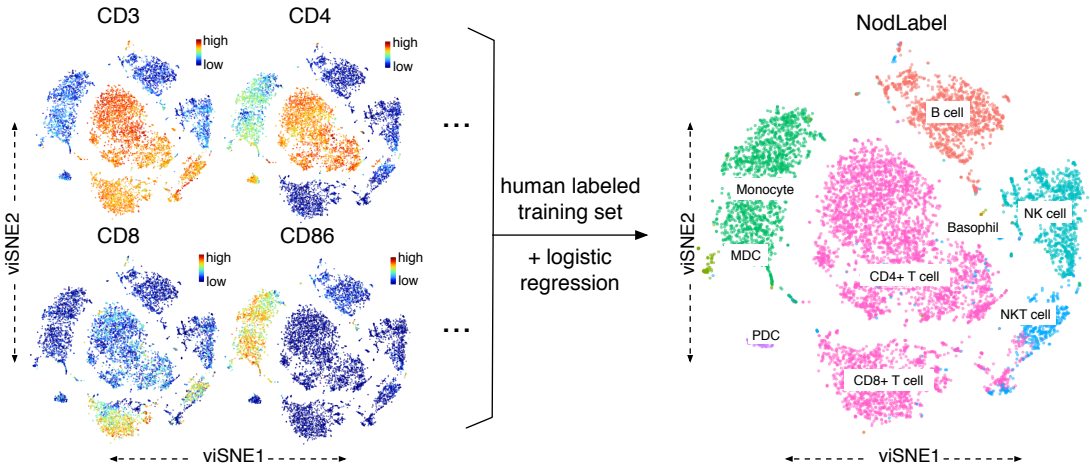 CD3
high
low
CD4
high
low
...
CD8
high
low
CD86
high
low
...
viSNE2
viSNE1
human labeled
training set
+ logistic
regression
NodLabel
B cell
Monocyte
NK cell
Basophil
MDC
CD4+ T cell
NKT cell
PDC
CD8+ T cell
viSNE2
viSNE1